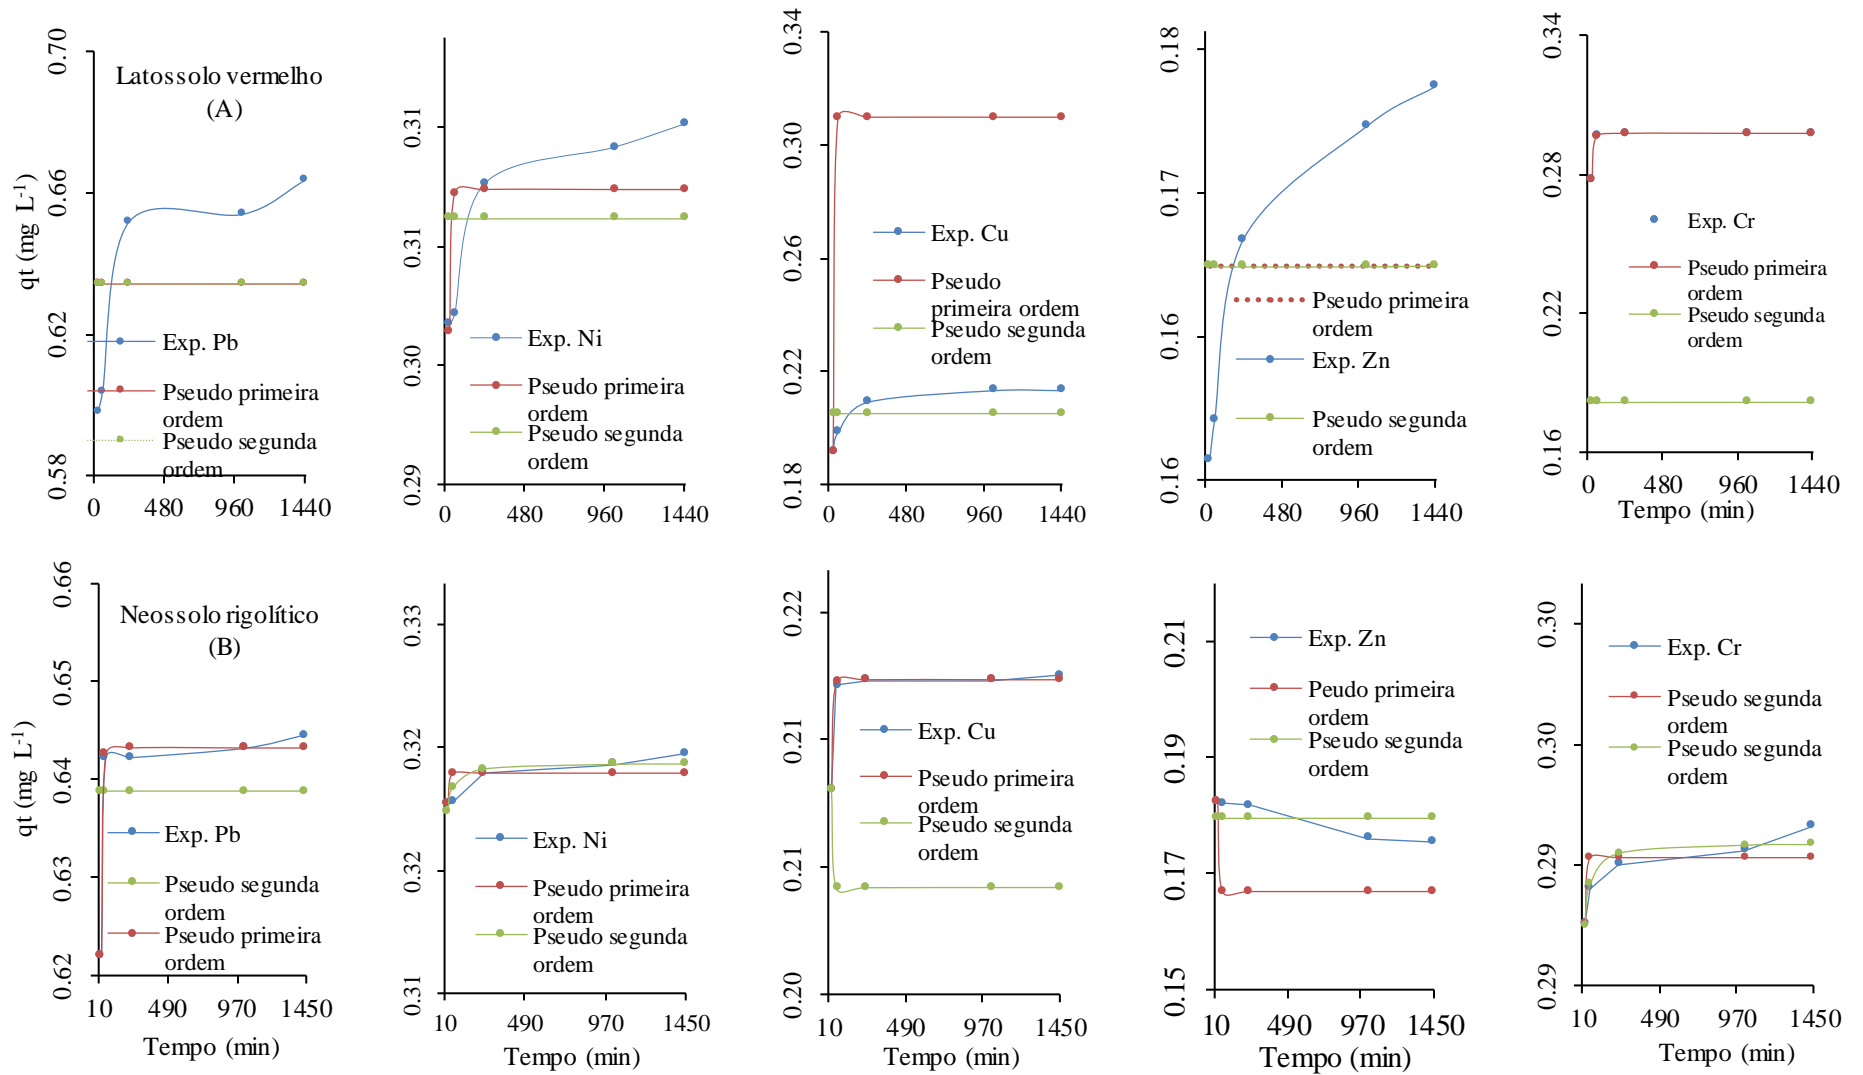 Latossolo vermelho
(A)
qt (mg L-1)
0.70
0.66
0.62
0.58
0
480
960
1440
Exp. Pb
Pseudo primeira
ordem
Pseudo segunda
ordem
0.31
0.31
0.30
0.29
0
480
960
1440
Exp. Ni
Pseudo primeira
ordem
Pseudo segunda
ordem
0.34
0.30
0.26
0.22
0.18
0
480
960
1440
Exp. Cu
Pseudo
primeira ordem
Pseudo segunda
ordem
0.18
0.17
0.16
0.16
0
480
960
1440
Pseudo primeira
ordem
Exp. Zn
Pseudo segunda
ordem
0.34
0.28
0.22
0.16
0
480
960
1440
Tempo (min)
Exp. Cr
Pseudo primeira
ordem
Pseudo segunda
ordem
Neossolo rigolítico
(B)
qt (mg L-1)
0.66
0.65
0.64
0.63
0.62
10
490
970
1450
Tempo (min)
Exp. Pb
Pseudo segunda
ordem
Pseudo primeira
ordem
0.33
0.32
0.32
0.31
10
490
970
1450
Tempo (min)
Exp. Ni
Pseudo primeira
ordem
Pseudo segunda
ordem
0.22
0.21
0.21
0.20
10
490
970
1450
Tempo (min)
Exp. Cu
Pseudo primeira
ordem
Pseudo segunda
ordem
0.21
0.19
0.17
0.15
10
490
970
1450
Tempo (min)
Exp. Zn
Peudo primeira
ordem
Pseudo segunda
ordem
0.30
0.30
0.29
0.29
10
490
970
1450
Tempo (min)
Exp. Cr
Pseudo segunda
ordem
Pseudo segunda
ordem